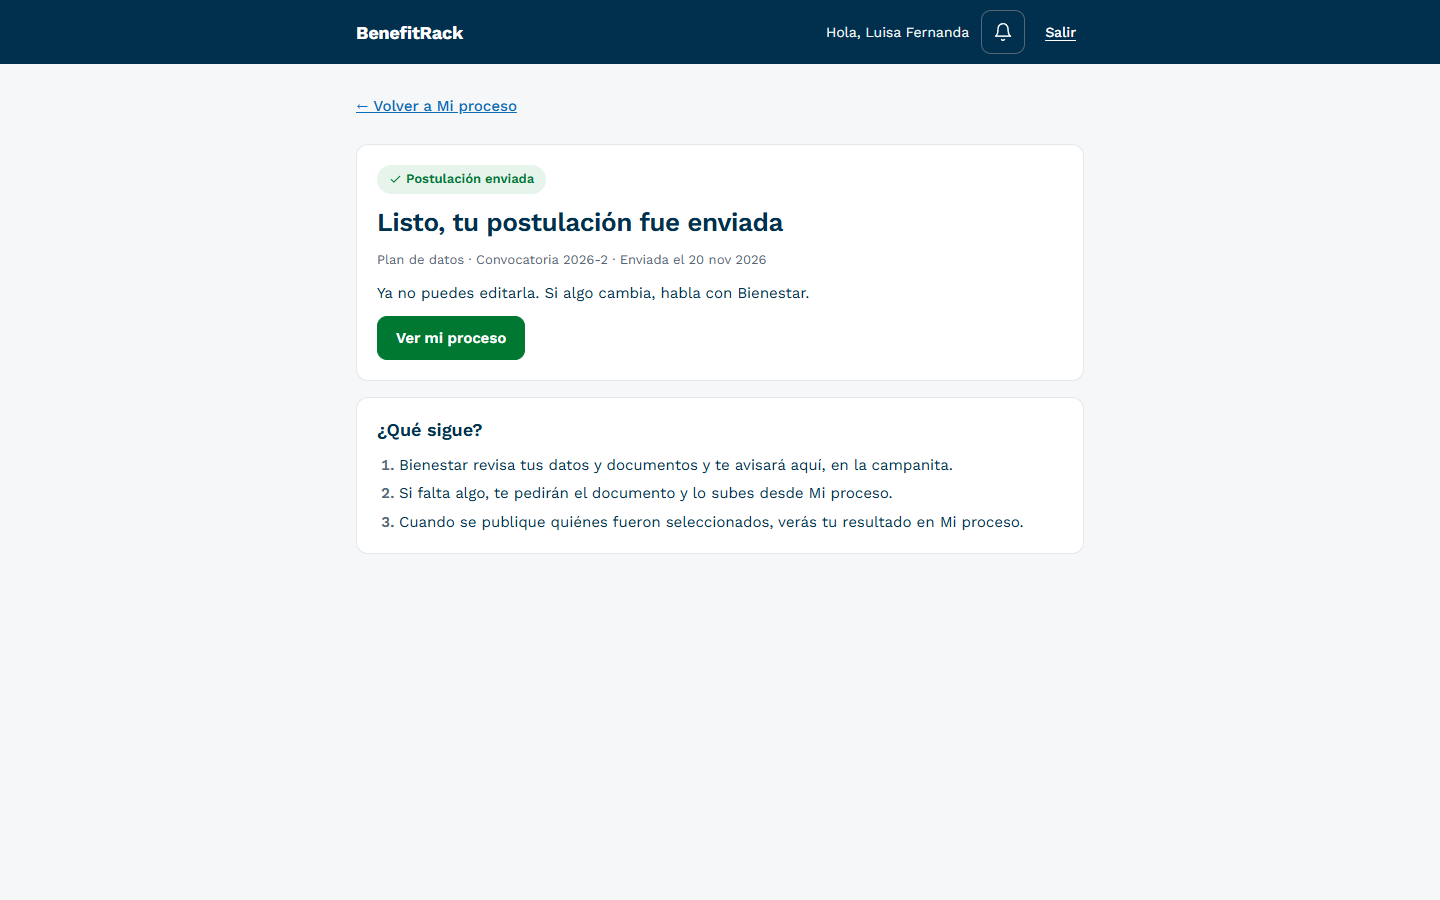 BenefitRack
Hola, Luisa Fernanda
Salir
← Volver a Mi proceso
✓ Postulación enviada
Listo, tu postulación fue enviada
Plan de datos · Convocatoria 2026-2 · Enviada el 20 nov 2026
Ya no puedes editarla. Si algo cambia, habla con Bienestar.
Ver mi proceso
¿Qué sigue?
1. Bienestar revisa tus datos y documentos y te avisará aquí, en la campanita.
2. Si falta algo, te pedirán el documento y lo subes desde Mi proceso.
3. Cuando se publique quiénes fueron seleccionados, verás tu resultado en Mi proceso.